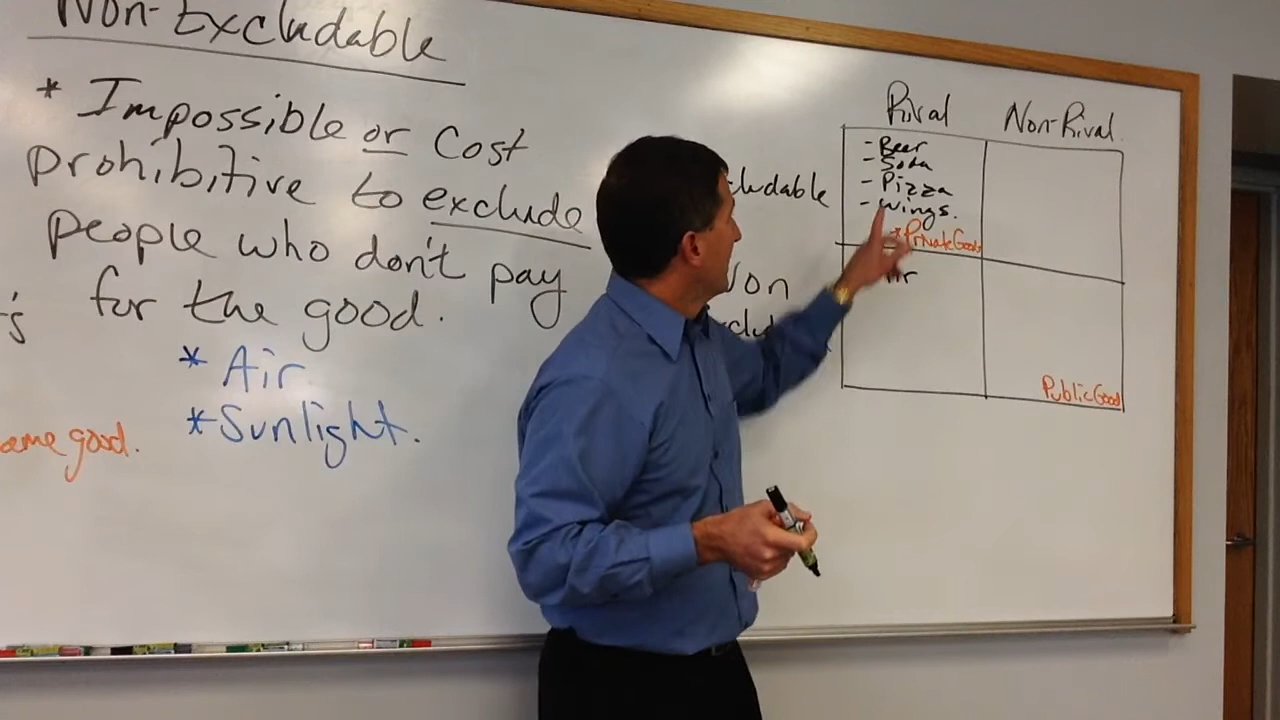 Non-Excludable
* Impossible or Cost
prohibitive to exclude
people who don't pay
for the good.
* Air
* Sunlight.
ame good.
's
Rival
Non-Rival.
cludable
- Beer
- Soda
- Pizza
- Wings.
* Private Goods
Non
clud
Air
Public Good